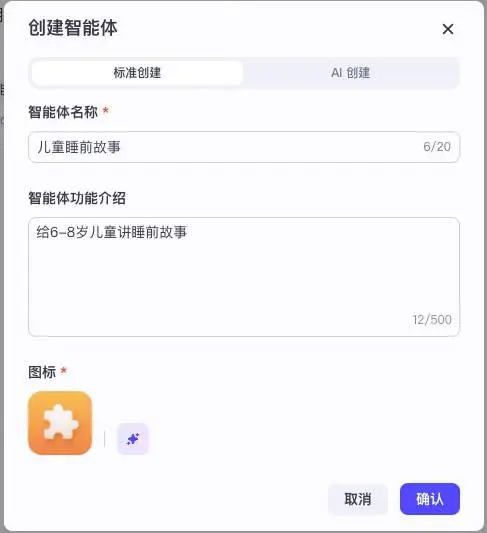 创建智能体
标准创建
AI 创建
智能体名称 *
儿童睡前故事
6/20
智能体功能介绍
给6-8岁儿童讲睡前故事
12/500
图标 *
取消
确认